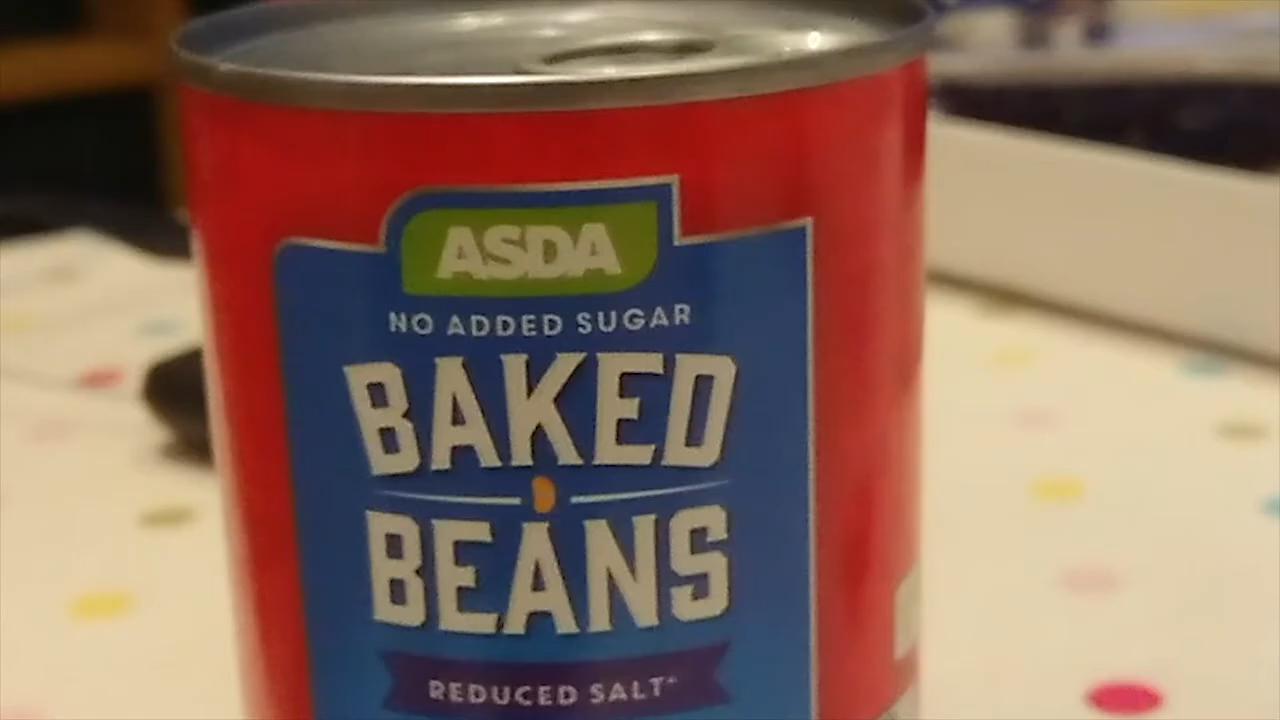 ASDA
NO ADDED SUGAR
BAKED
BEANS
REDUCED SALT*